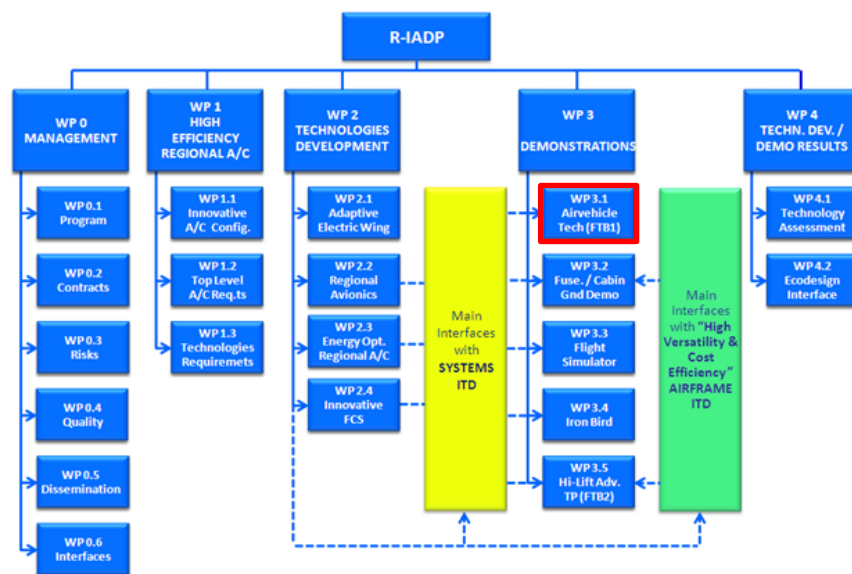 R-IADP
WP 0
MANAGEMENT
WP 1
HIGH
EFFICIENCY
REGIONAL A/C
WP 2
TECHNOLOGIES
DEVELOPMENT
WP 3
DEMONSTRATIONS
WP 4
TECHN. DEV. /
DEMO RESULTS
WP 0.1
Program
WP 0.2
Contracts
WP 0.3
Risks
WP 0.4
Quality
WP 0.5
Dissemination
WP 0.6
Interfaces
WP 1.1
Innovative
A/C Config.
WP 1.2
Top Level
A/C Req.ts
WP 1.3
Technologies
Requiremets
WP 2.1
Adaptive
Electric Wing
WP 2.2
Regional
Avionics
WP 2.3
Energy Opt.
Regional A/C
WP 2.4
Innovative
FCS
Main
Interfaces
with
SYSTEMS
ITD
WP 3.1
Airvehicle
Tech (FTB1)
WP 3.2
Fuse. / Cabin
Gnd Demo
WP 3.3
Flight
Simulator
WP 3.4
Iron Bird
WP 3.5
Hi-Lift Adv.
TP (FTB2)
Main
Interfaces
with "High
Versatility &
Cost
Efficiency"
AIRFRAME
ITD
WP 4.1
Technology
Assessment
WP 4.2
Ecodesign
Interface